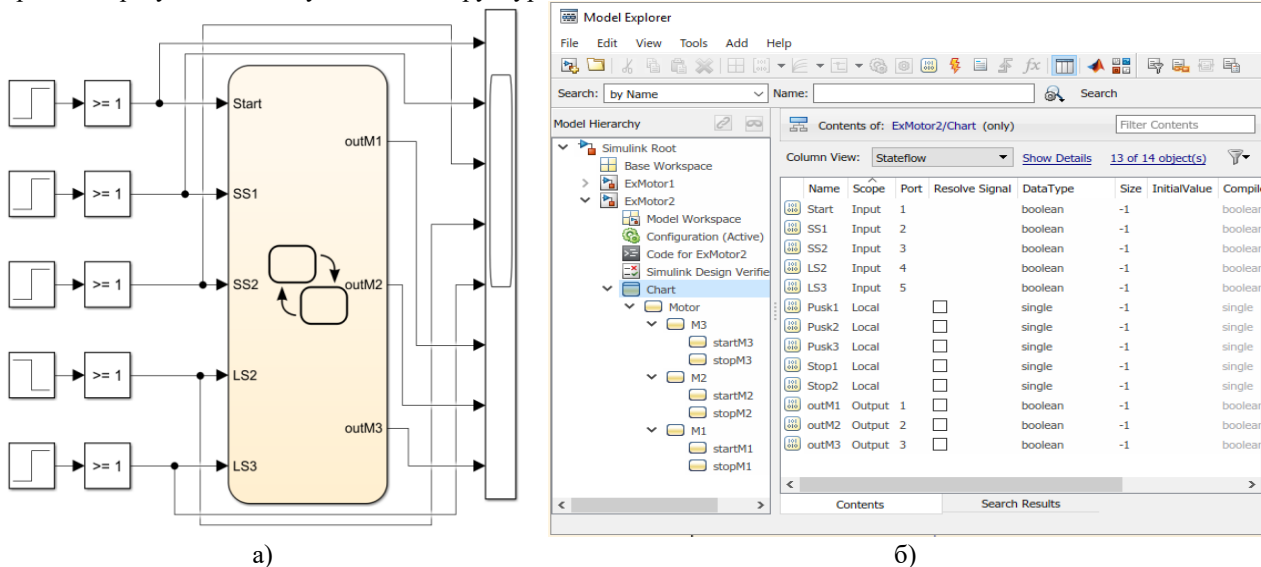 >= 1
Start
outM1
>= 1
SS1
>= 1
SS2
outM2
>= 1
LS2
outM3
>= 1
LS3
а)
Model Explorer
File Edit View Tools Add Help
fx
Search: by Name Name: Search
Model Hierarchy
Simulink Root
Base Workspace
ExMotor1
ExMotor2
Model Workspace
Configuration (Active)
Code for ExMotor2
Simulink Design Verifie
Chart
Motor
M3
startM3
stopM3
M2
startM2
stopM2
M1
startM1
stopM1
Contents of: ExMotor2/Chart (only) Filter Contents
Column View: Stateflow Show Details 13 of 14 object(s)
Name Scope Port Resolve Signal DataType Size InitialValue Compile
Start Input 1 boolean -1 boolear
SS1 Input 2 boolean -1 boolear
SS2 Input 3 boolean -1 boolear
LS2 Input 4 boolean -1 boolear
LS3 Input 5 boolean -1 boolear
Pusk1 Local single -1 single
Pusk2 Local single -1 single
Pusk3 Local single -1 single
Stop1 Local single -1 single
Stop2 Local single -1 single
outM1 Output 1 boolean -1 boolear
outM2 Output 2 boolean -1 boolear
outM3 Output 3 boolean -1 boolear
Contents Search Results
б)